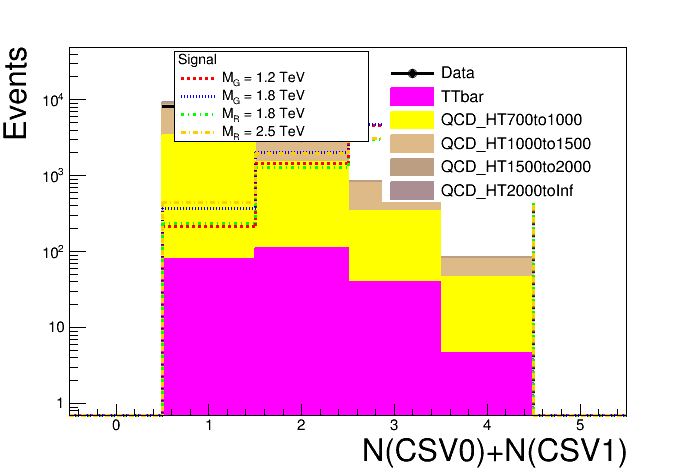 Events
Signal
M_G = 1.2 TeV
M_G = 1.8 TeV
M_R = 1.8 TeV
M_R = 2.5 TeV
Data
TTbar
QCD_HT700to1000
QCD_HT1000to1500
QCD_HT1500to2000
QCD_HT2000toInf
10^4
10^3
10^2
10
1
0 1 2 3 4 5
N(CSV0)+N(CSV1)